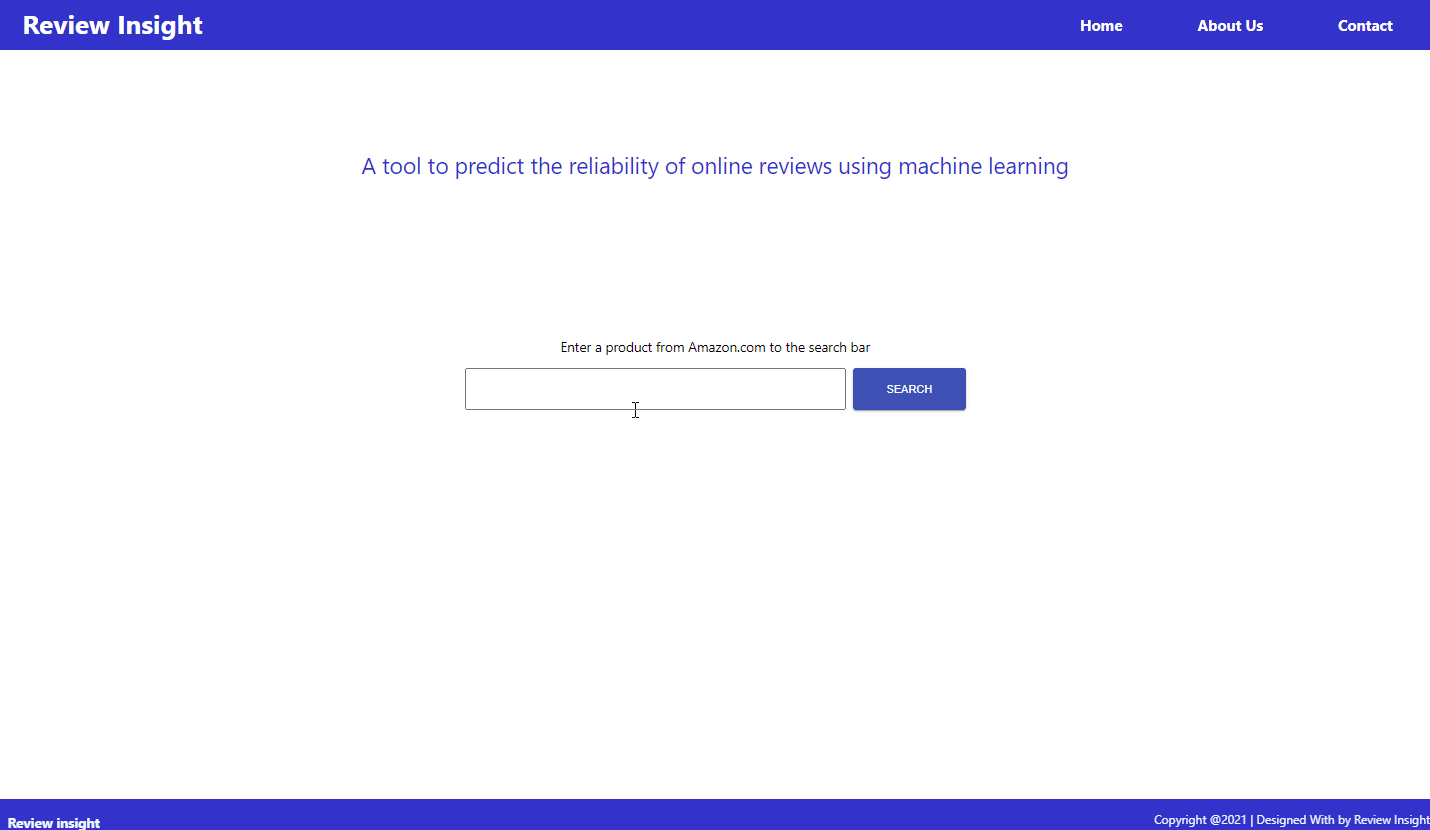 Review Insight
Home
About Us
Contact
A tool to predict the reliability of online reviews using machine learning
Enter a product from Amazon.com to the search bar
SEARCH
Review insight
Copyright @2021 | Designed With by Review Insight